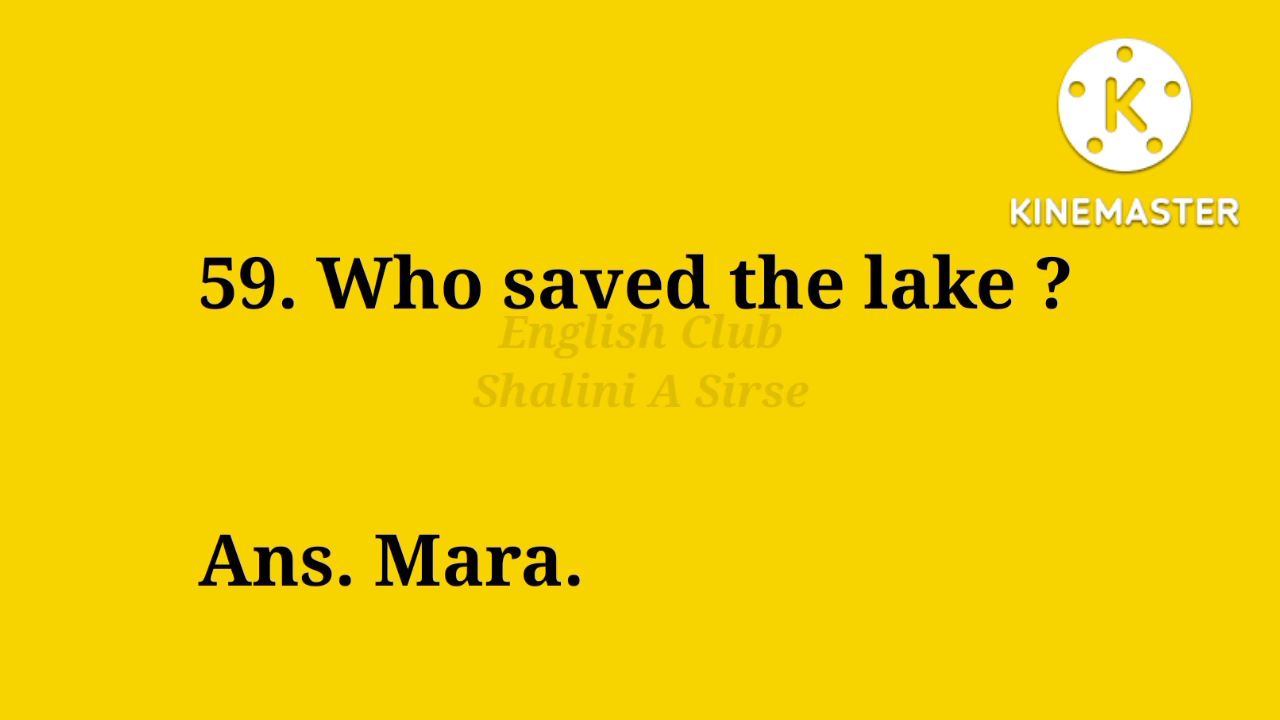 KINEMASTER
59. Who saved the lake ?
English Club
Shalini A Sirse
Ans. Mara.